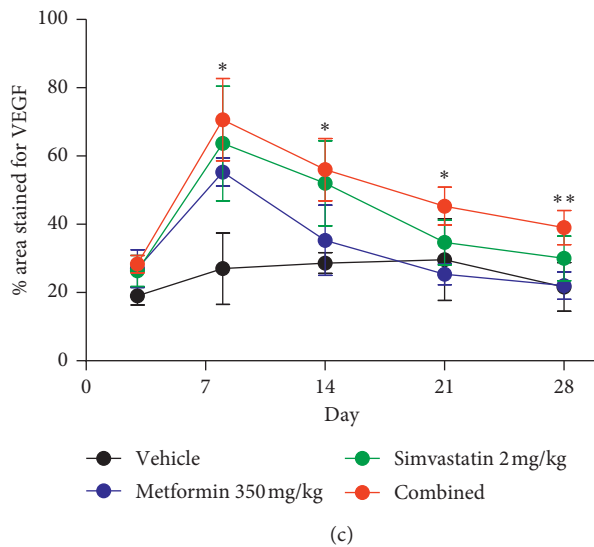 100
80
60
40
20
0
% area stained for VEGF
*
*
*
**
0
7
14
21
28
Day
Vehicle
Simvastatin 2 mg/kg
Metformin 350 mg/kg
Combined
(c)